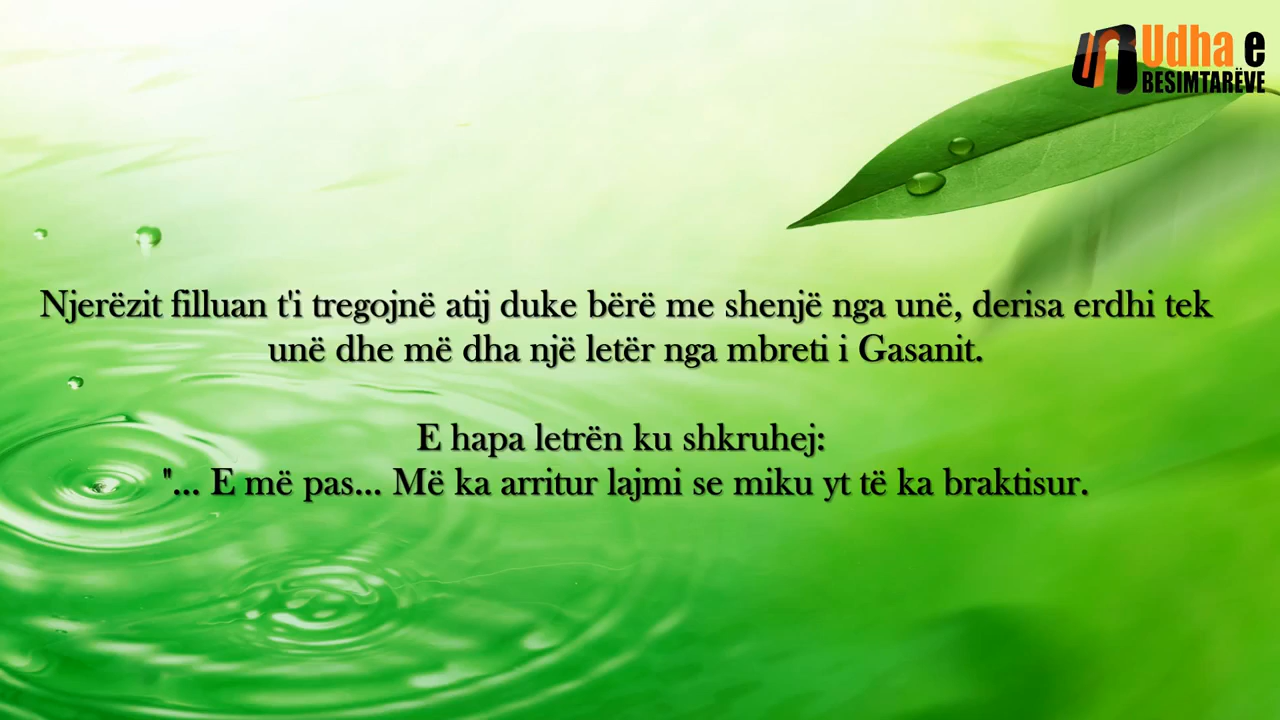 Udha e
BESIMTARËVE
Njerëzit filluan t'i tregojnë atij duke bërë me shenjë nga unë, derisa erdhi tek
unë dhe më dha një letër nga mbreti i Gasanit.
E hapa letrën ku shkruhej:
"... E më pas... Më ka arritur lajmi se miku yt të ka braktisur.